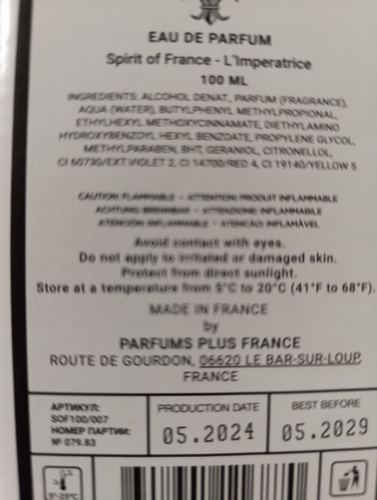 EAU DE PARFUM
Spirit of France - L'Imperatrice
100 ML
INGREDIENTS: ALCOHOL DENAT., PARFUM (FRAGRANCE),
AQUA (WATER), BUTYLPHENYL METHYLPROPIONAL,
ETHYLHEXYL METHOXYCINNAMATE, DIETHYLAMINO
HYDROXYBENZOYL HEXYL BENZOATE, PROPYLENE GLYCOL,
METHYLPARABEN, BHT, GERANIOL, CITRONELLOL,
CI 60730/EXT VIOLET 2, CI 14700/RED 4, CI 19140/YELLOW 5
CAUTION FLAMMABLE - ATTENTION: PRODUIT INFLAMMABLE
ACHTUNG BRENNBAR - ATTENZIONE: INFLAMMABILE
ATENCIÓN INFLAMABLE - ATENÇÃO: INFLAMÁVEL
Avoid contact with eyes.
Do not apply to irritated or damaged skin.
Protect from direct sunlight.
Store at a temperature from 5°C to 20°C (41°F to 68°F).
MADE IN FRANCE
by
PARFUMS PLUS FRANCE
ROUTE DE GOURDON, 06620 LE BAR-SUR-LOUP,
FRANCE
АРТИКУЛ:
SOF100/007
НОМЕР ПАРТИИ:
№ 079.83
PRODUCTION DATE
05.2024
BEST BEFORE
05.2029